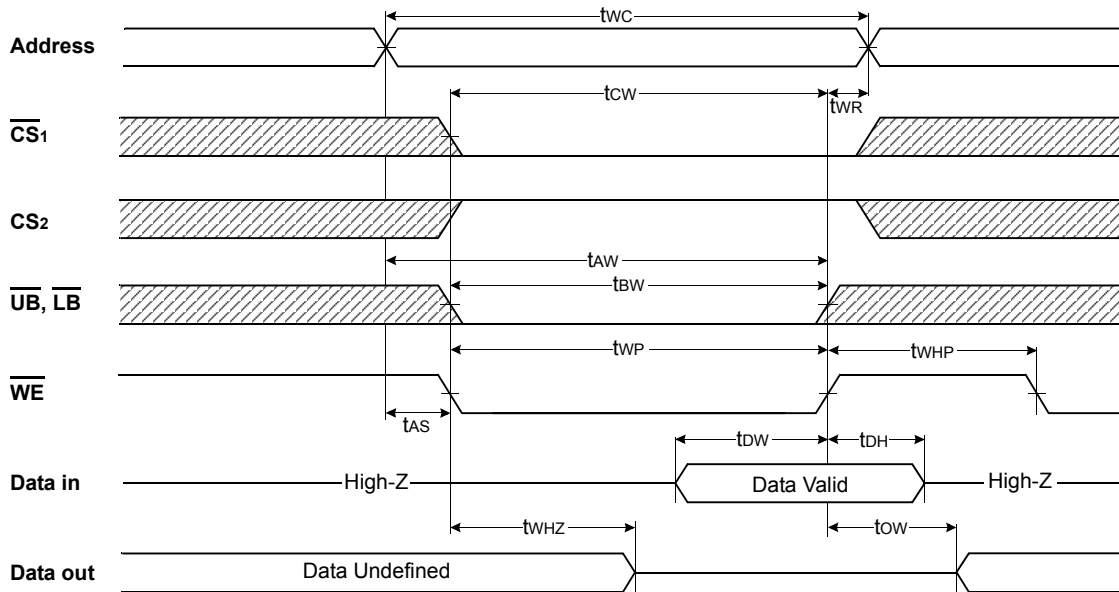 tWC
Address
tCW
tWR
CS1
CS2
tAW
tBW
UB, LB
tWP
tWHP
WE
tAS
tDW
tDH
Data in
High-Z
Data Valid
High-Z
tWHZ
tOW
Data out
Data Undefined